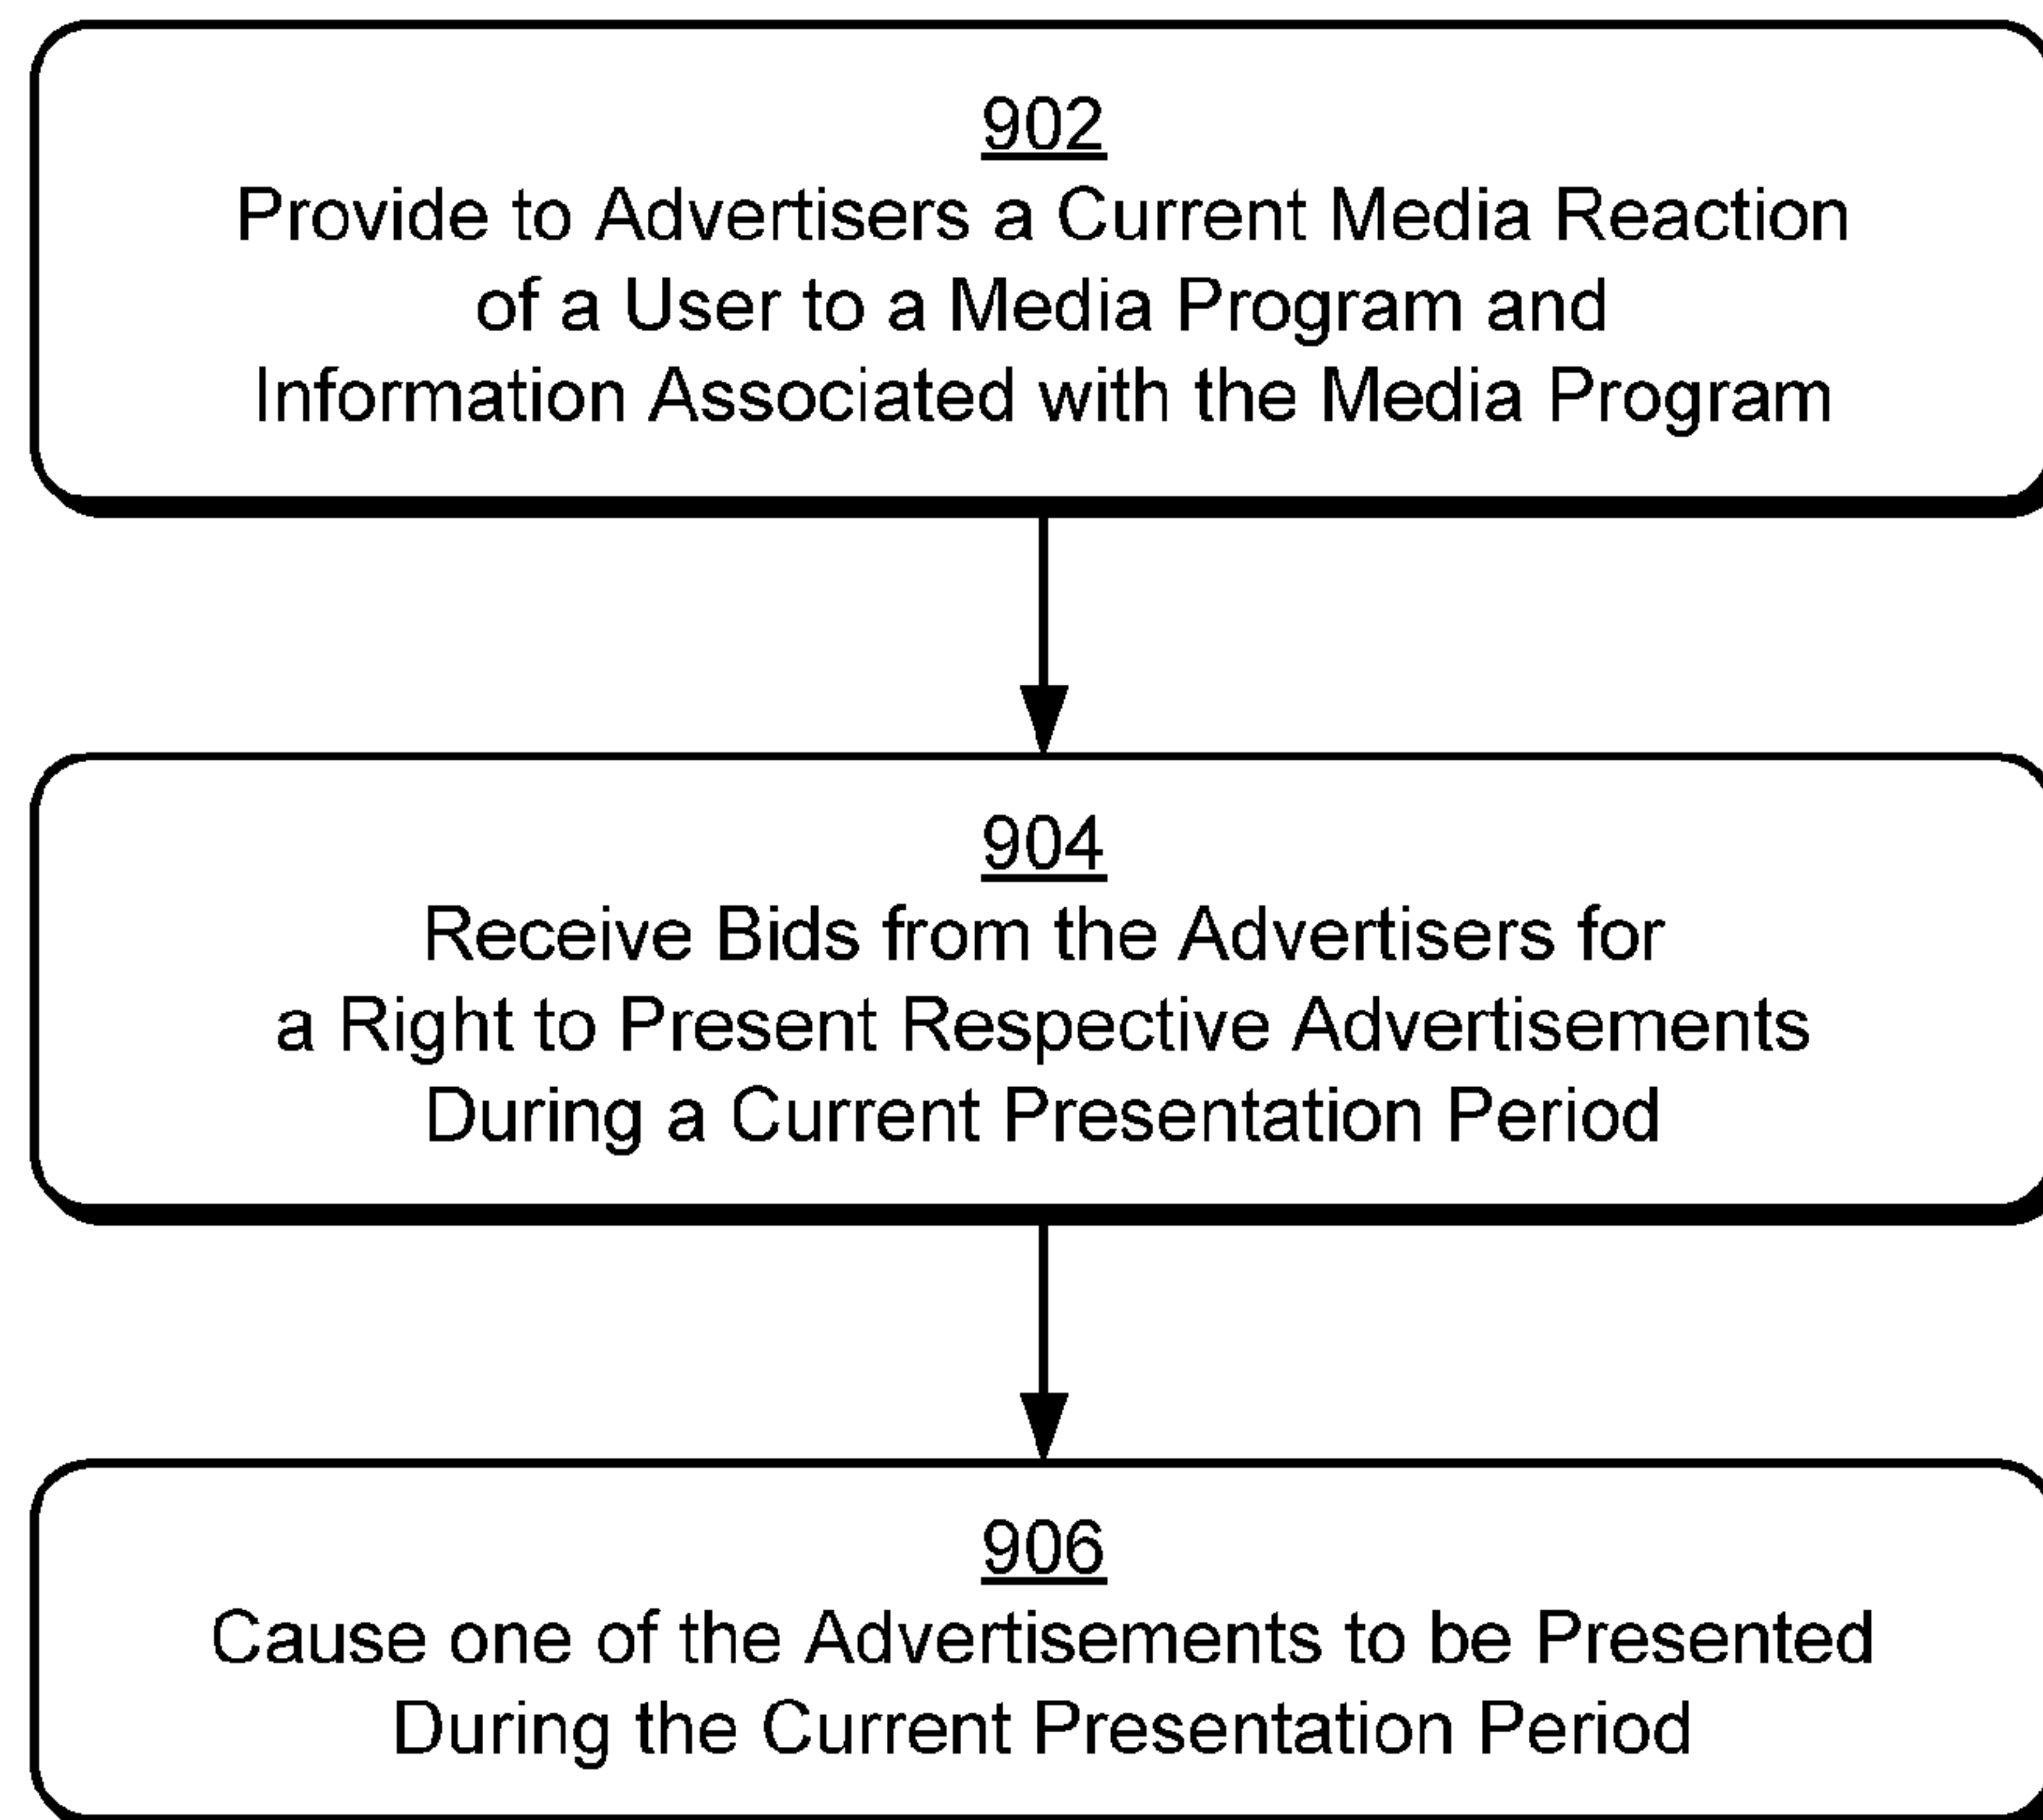 902
Provide to Advertisers a Current Media Reaction
of a User to a Media Program and
Information Associated with the Media Program
904
Receive Bids from the Advertisers for
a Right to Present Respective Advertisements
During a Current Presentation Period
906
Cause one of the Advertisements to be Presented
During the Current Presentation Period